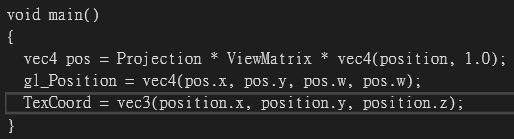 void main()
{
vec4 pos = Projection * ViewMatrix * vec4(position, 1.0);
gl_Position = vec4(pos.x, pos.y, pos.w, pos.w);
TexCoord = vec3(position.x, position.y, position.z);
}